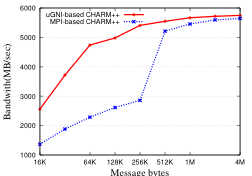 6000
5000
4000
3000
2000
1000
Bandwith(MB/sec)
uGNI-based CHARM++
MPI-based CHARM++
16K 64K 128K 256K 512K 1M 4M
Message bytes